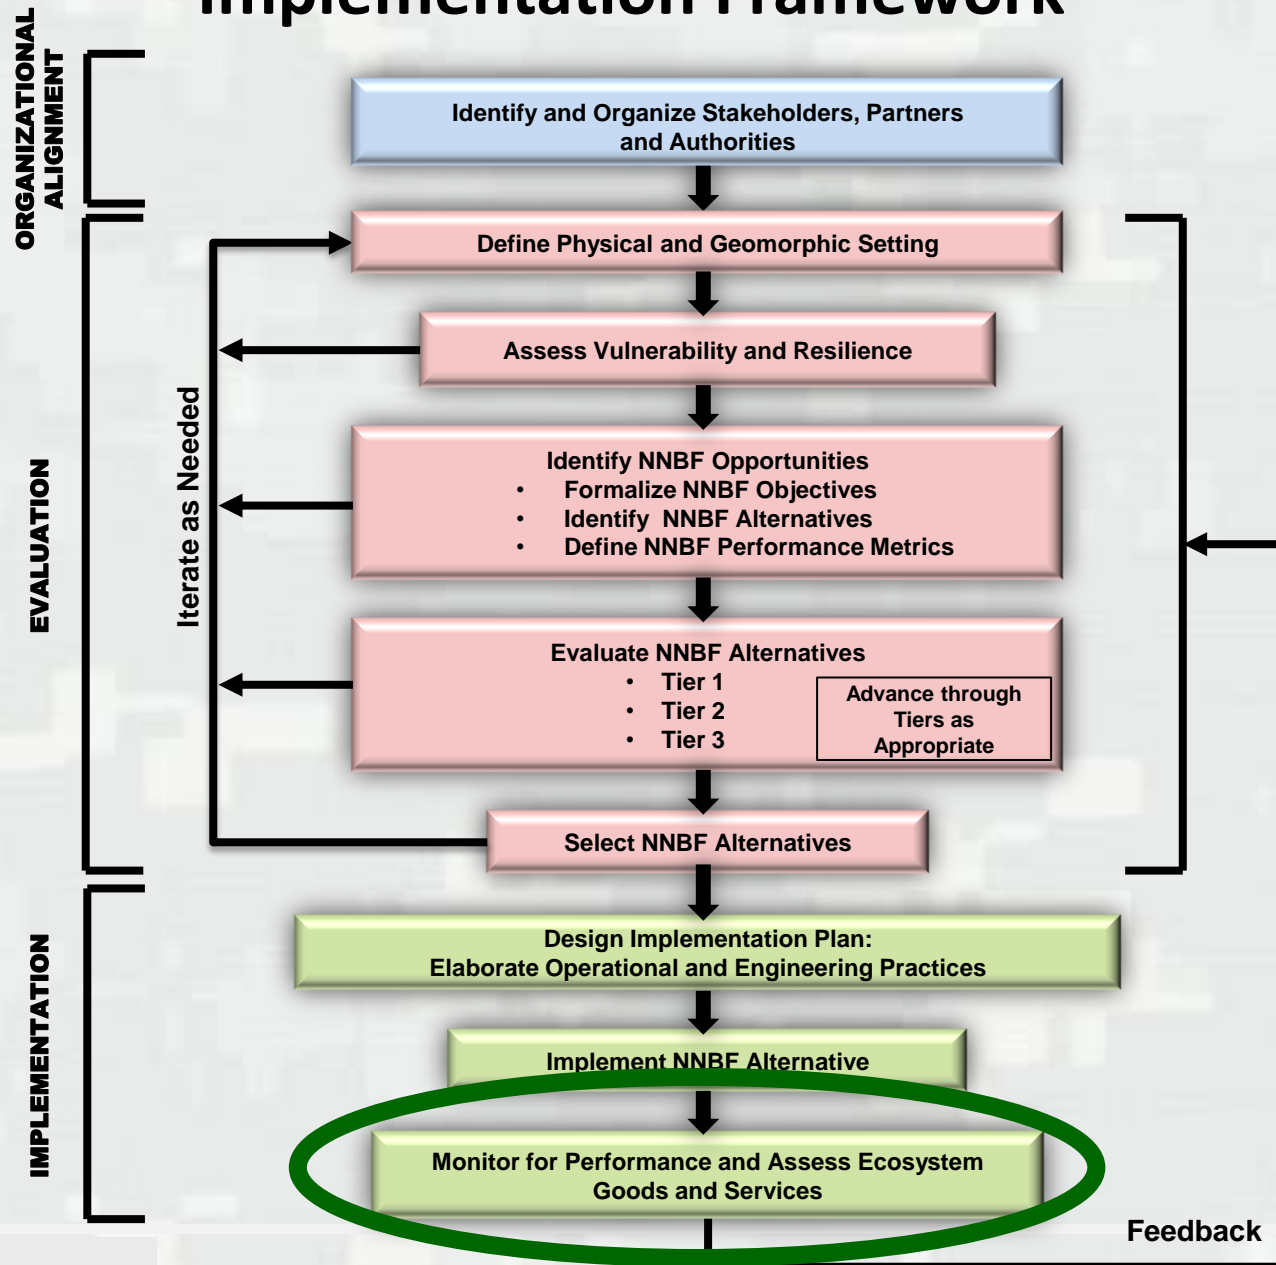 Implementation Framework
ORGANIZATIONAL
ALIGNMENT
Identify and Organize Stakeholders, Partners
and Authorities
EVALUATION
Iterate as Needed
Define Physical and Geomorphic Setting
Assess Vulnerability and Resilience
Identify NNBF Opportunities
• Formalize NNBF Objectives
• Identify NNBF Alternatives
• Define NNBF Performance Metrics
Evaluate NNBF Alternatives
• Tier 1
• Tier 2
• Tier 3
Advance through
Tiers as
Appropriate
Select NNBF Alternatives
IMPLEMENTATION
Design Implementation Plan:
Elaborate Operational and Engineering Practices
Implement NNBF Alternative
Monitor for Performance and Assess Ecosystem
Goods and Services
Feedback